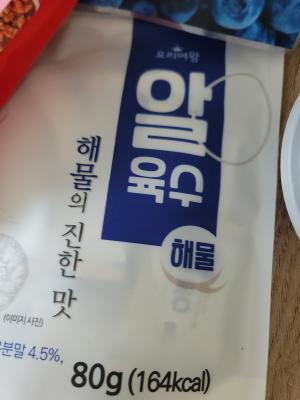 요리여왕
알
육수
해물
해물의 진한 맛
(이미지 사진)
분말 4.5%,
80g (164kcal)